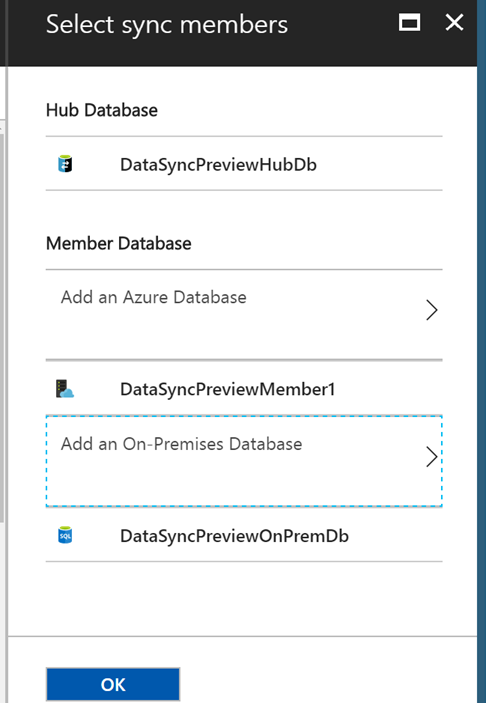 Select sync members
Hub Database
DataSyncPreviewHubDb
Member Database
Add an Azure Database
DataSyncPreviewMember1
Add an On-Premises Database
SQL
DataSyncPreviewOnPremDb
OK